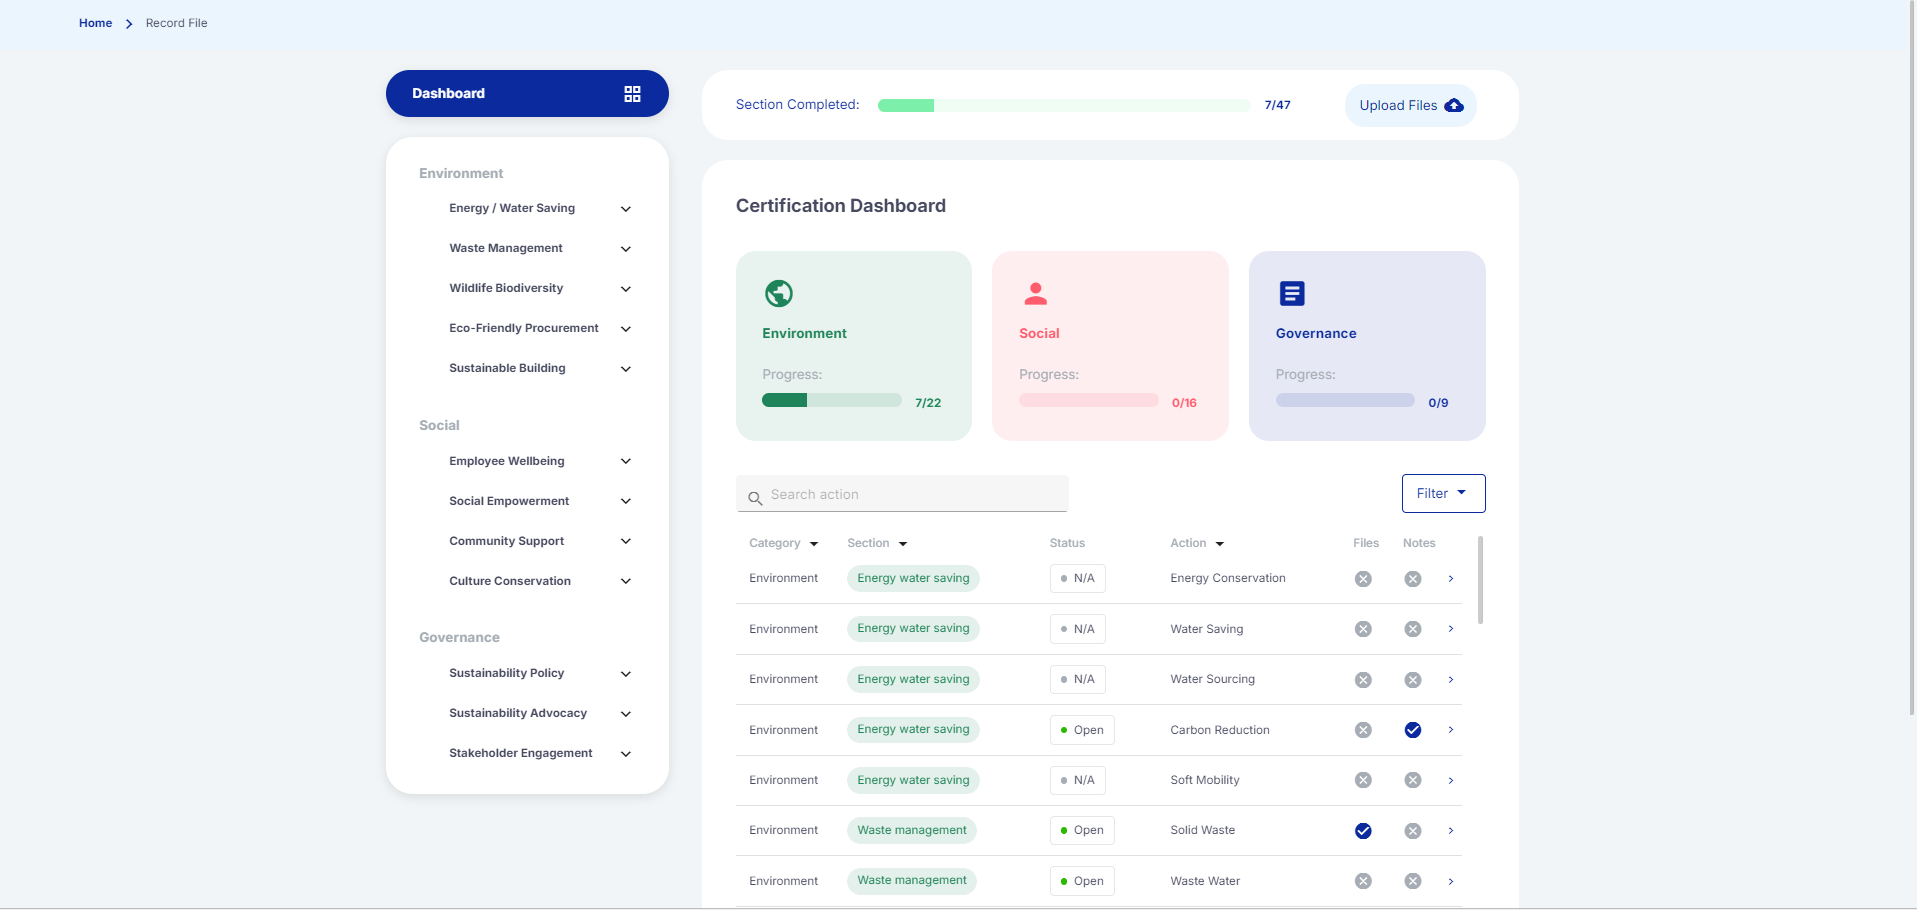 Home > Record File
Dashboard
Section Completed: 7/47 Upload Files
Environment
Energy / Water Saving
Waste Management
Wildlife Biodiversity
Eco-Friendly Procurement
Sustainable Building
Social
Employee Wellbeing
Social Empowerment
Community Support
Culture Conservation
Governance
Sustainability Policy
Sustainability Advocacy
Stakeholder Engagement
Certification Dashboard
Environment
Progress:
7/22
Social
Progress:
0/16
Governance
Progress:
0/9
Search action
Filter
Category Section Status Action Files Notes
Environment Energy water saving N/A Energy Conservation
Environment Energy water saving N/A Water Saving
Environment Energy water saving N/A Water Sourcing
Environment Energy water saving Open Carbon Reduction
Environment Energy water saving N/A Soft Mobility
Environment Waste management Open Solid Waste
Environment Waste management Open Waste Water